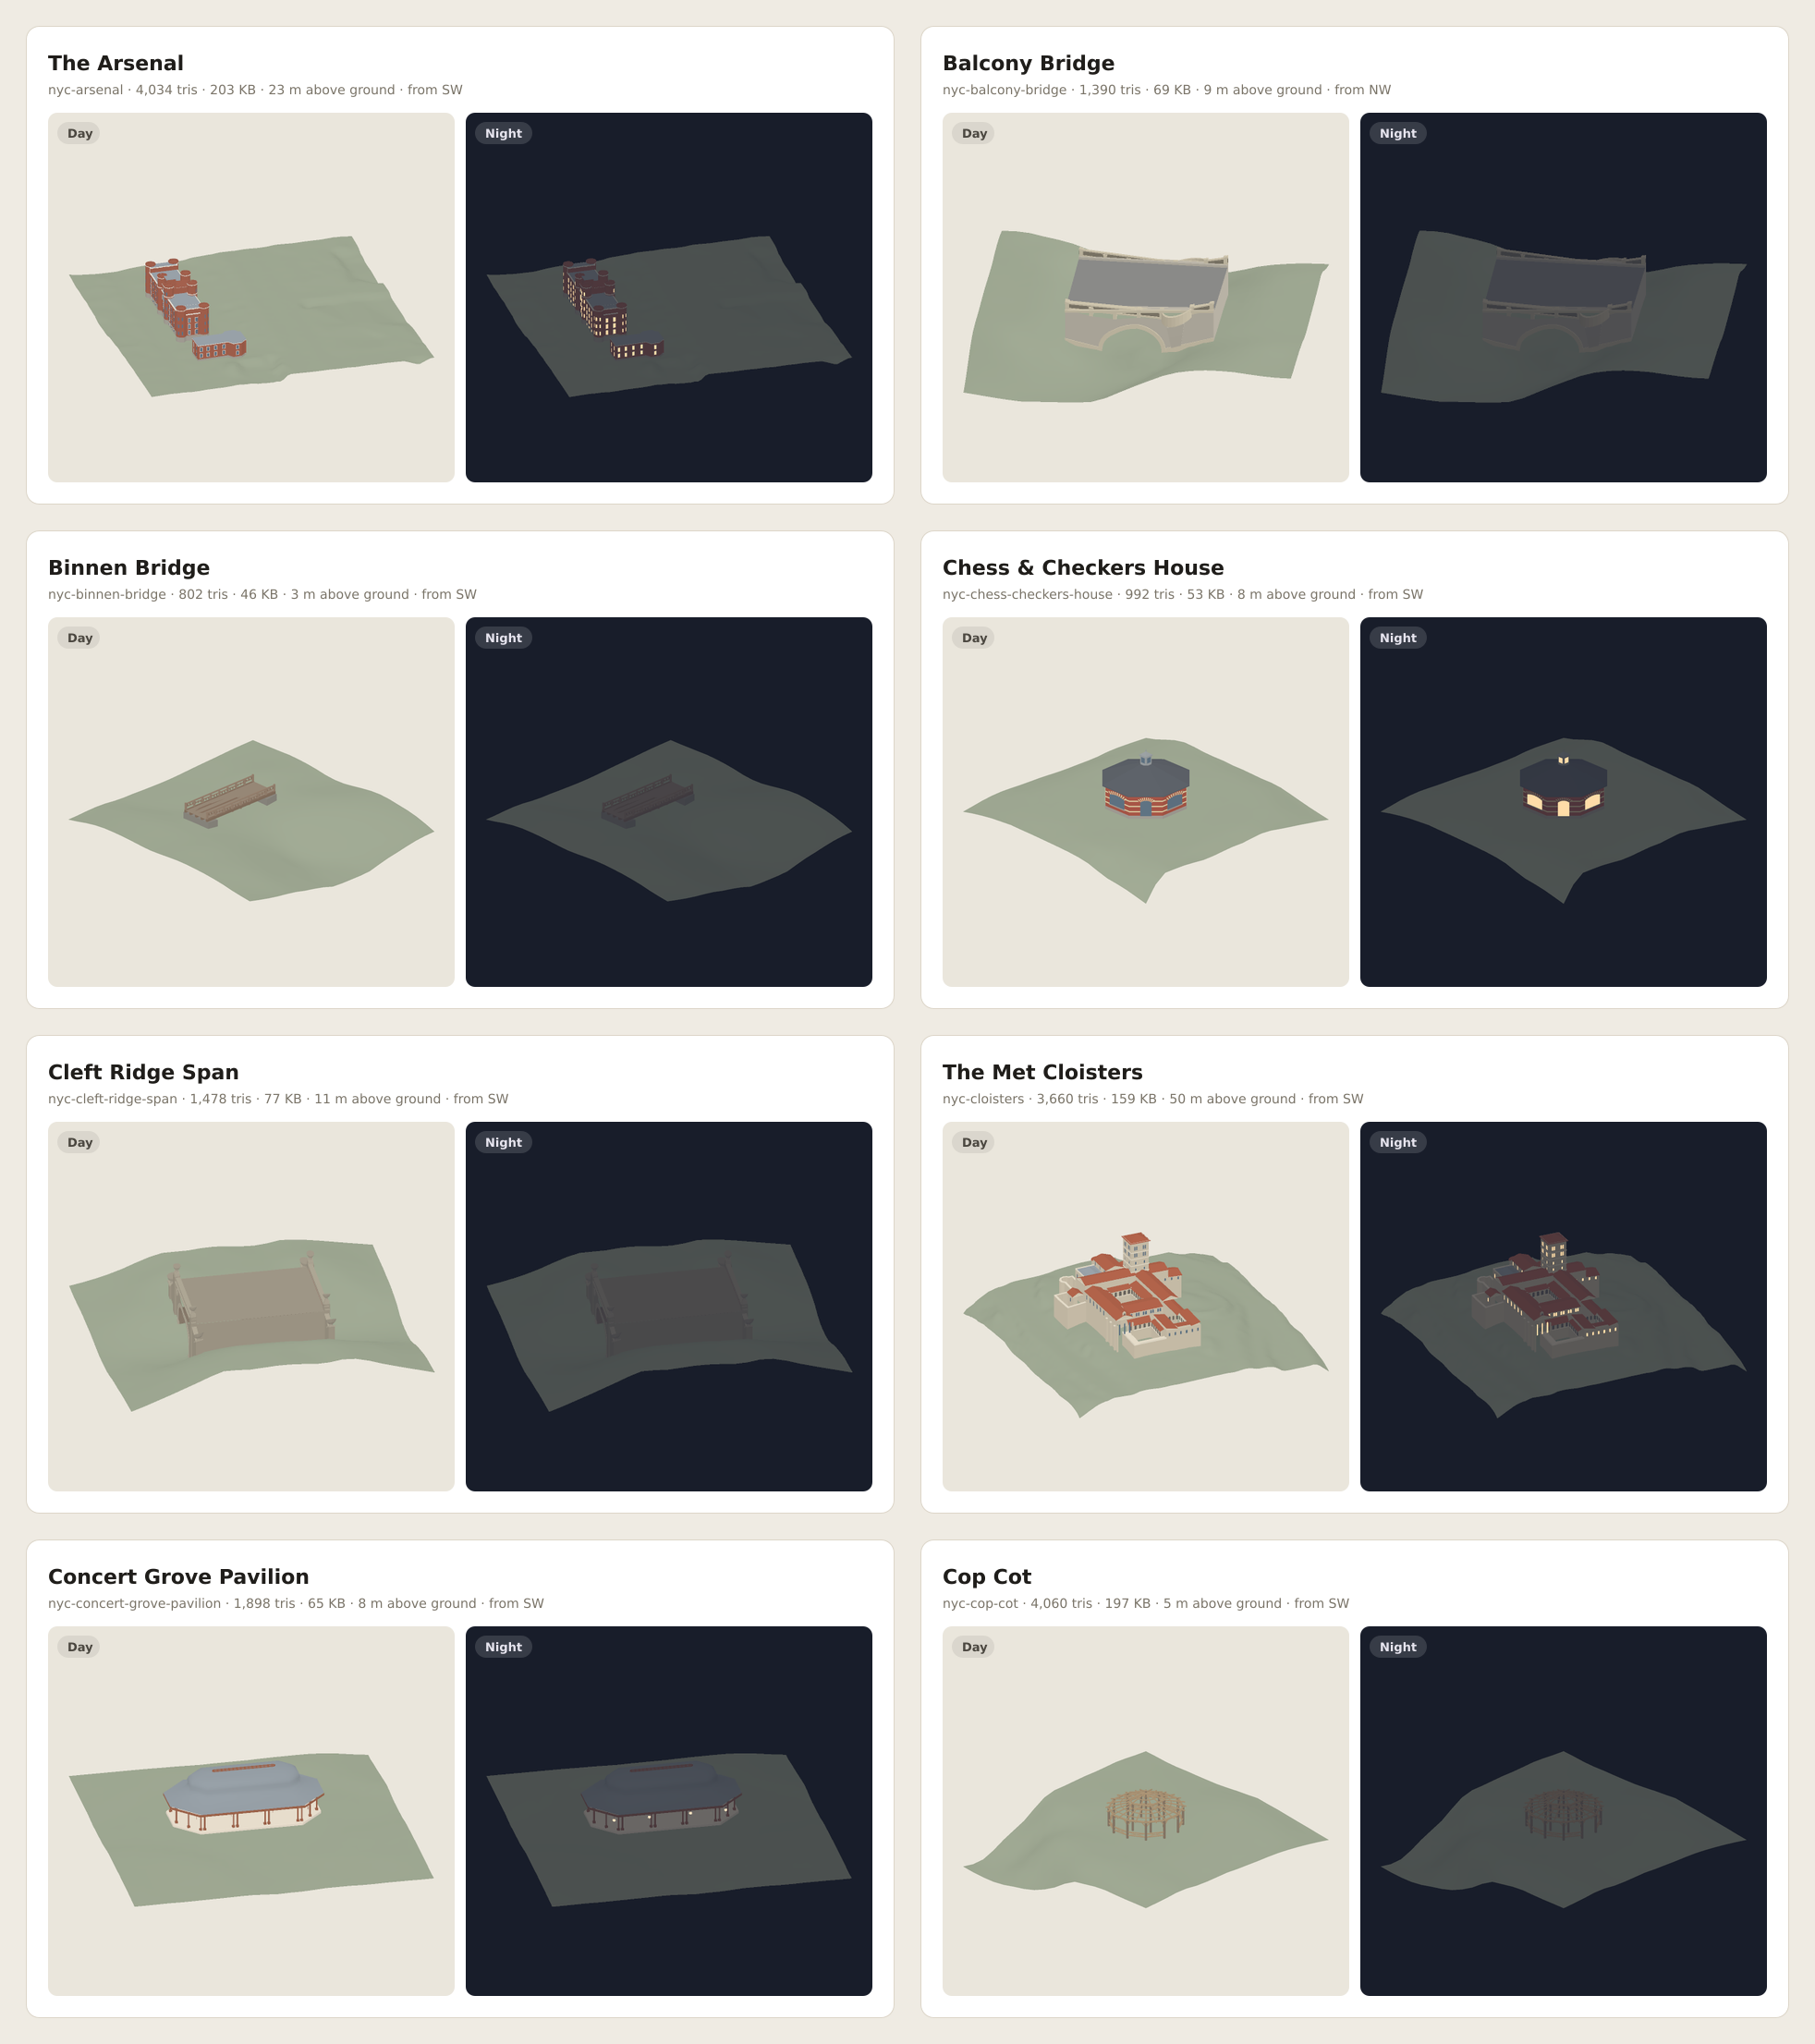 The Arsenal
nyc-arsenal · 4,034 tris · 203 KB · 23 m above ground · from SW
Day
Night
Balcony Bridge
nyc-balcony-bridge · 1,390 tris · 69 KB · 9 m above ground · from NW
Day
Night
Binnen Bridge
nyc-binnen-bridge · 802 tris · 46 KB · 3 m above ground · from SW
Day
Night
Chess & Checkers House
nyc-chess-checkers-house · 992 tris · 53 KB · 8 m above ground · from SW
Day
Night
Cleft Ridge Span
nyc-cleft-ridge-span · 1,478 tris · 77 KB · 11 m above ground · from SW
Day
Night
The Met Cloisters
nyc-cloisters · 3,660 tris · 159 KB · 50 m above ground · from SW
Day
Night
Concert Grove Pavilion
nyc-concert-grove-pavilion · 1,898 tris · 65 KB · 8 m above ground · from SW
Day
Night
Cop Cot
nyc-cop-cot · 4,060 tris · 197 KB · 5 m above ground · from SW
Day
Night